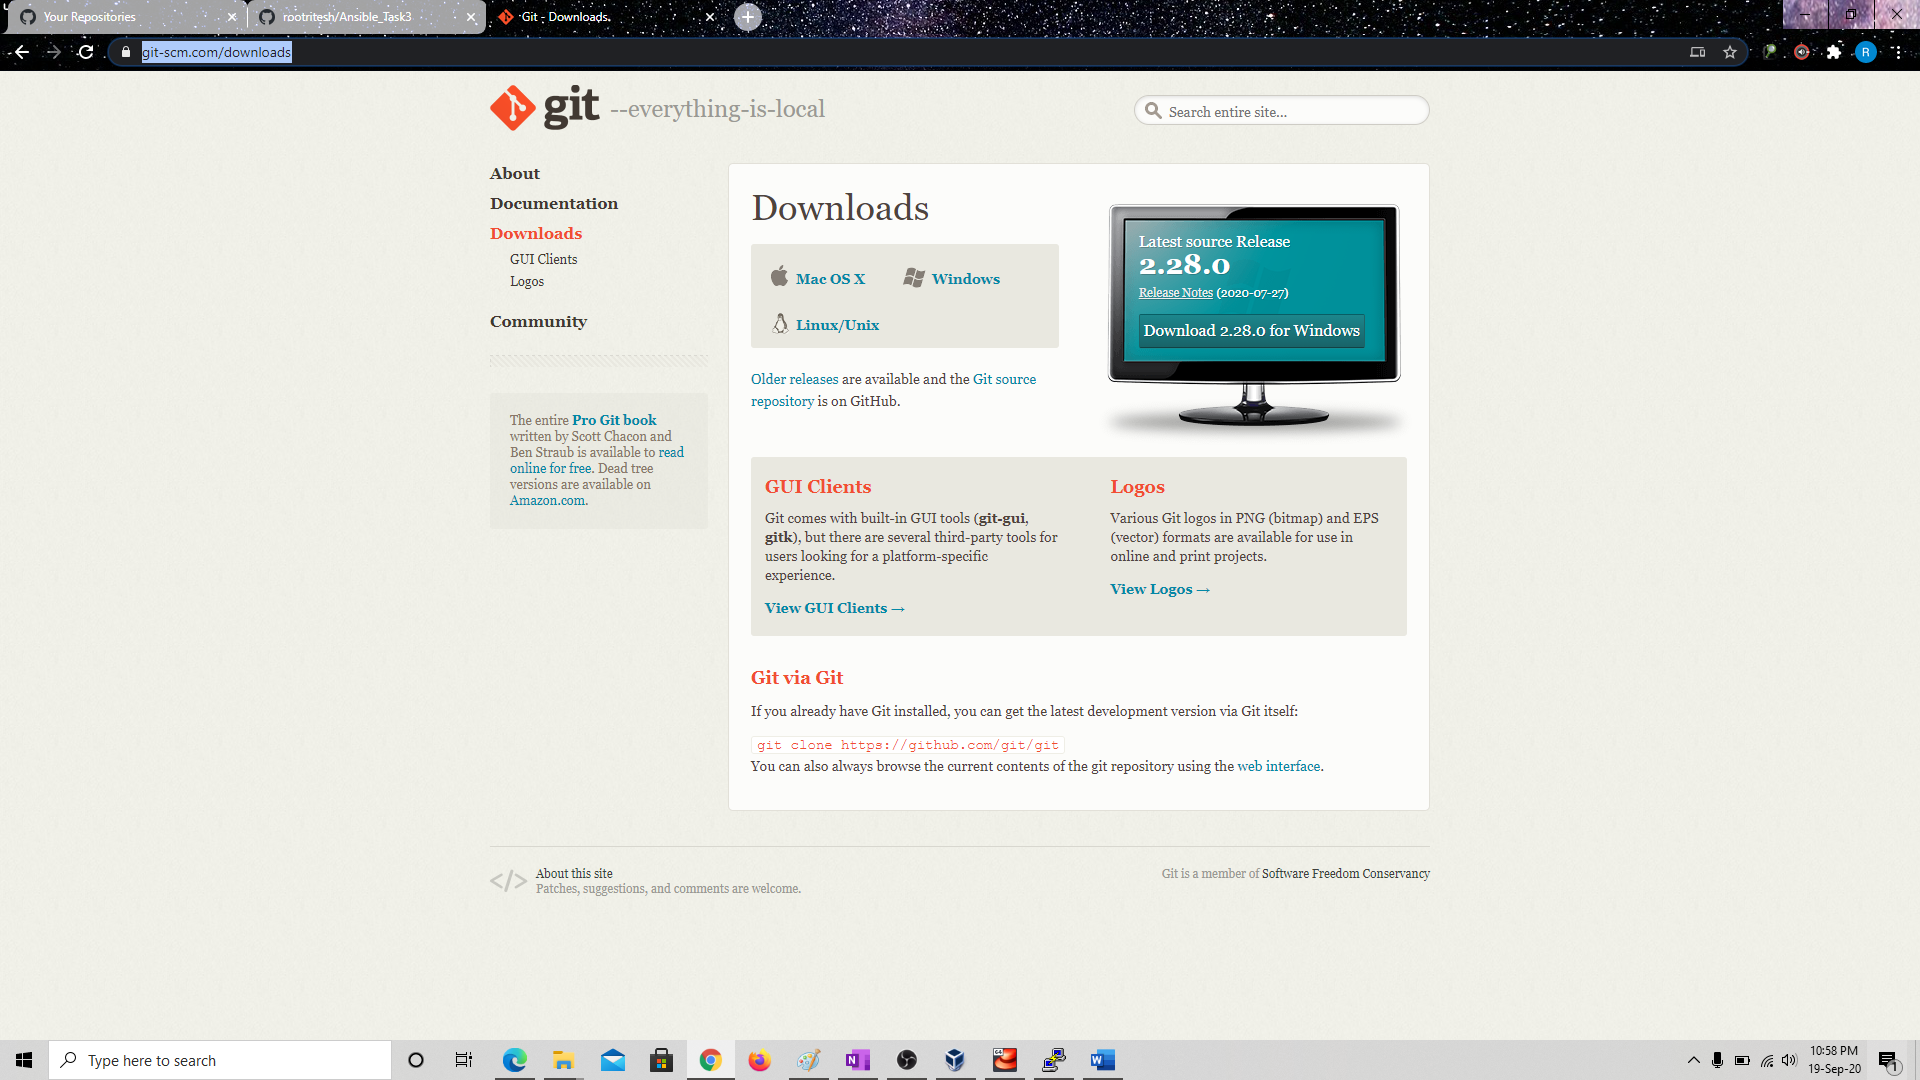 Your Repositories
rootritesh/Ansible_Task3
Git - Downloads
git-scm.com/downloads
R
git --everything-is-local
Search entire site...
About
Documentation
Downloads
GUI Clients
Logos
Community
The entire Pro Git book
written by Scott Chacon and
Ben Straub is available to read
online for free. Dead tree
versions are available on
Amazon.com.
Downloads
Mac OS X
Windows
Linux/Unix
Older releases are available and the Git source
repository is on GitHub.
Latest source Release
2.28.0
Release Notes (2020-07-27)
Download 2.28.0 for Windows
GUI Clients
Git comes with built-in GUI tools (git-gui,
gitk), but there are several third-party tools for
users looking for a platform-specific
experience.
View GUI Clients →
Logos
Various Git logos in PNG (bitmap) and EPS
(vector) formats are available for use in
online and print projects.
View Logos →
Git via Git
If you already have Git installed, you can get the latest development version via Git itself:
git clone https://github.com/git/git
You can also always browse the current contents of the git repository using the web interface.
</> About this site
Patches, suggestions, and comments are welcome.
Git is a member of Software Freedom Conservancy
Type here to search
10:58 PM
19-Sep-20
1